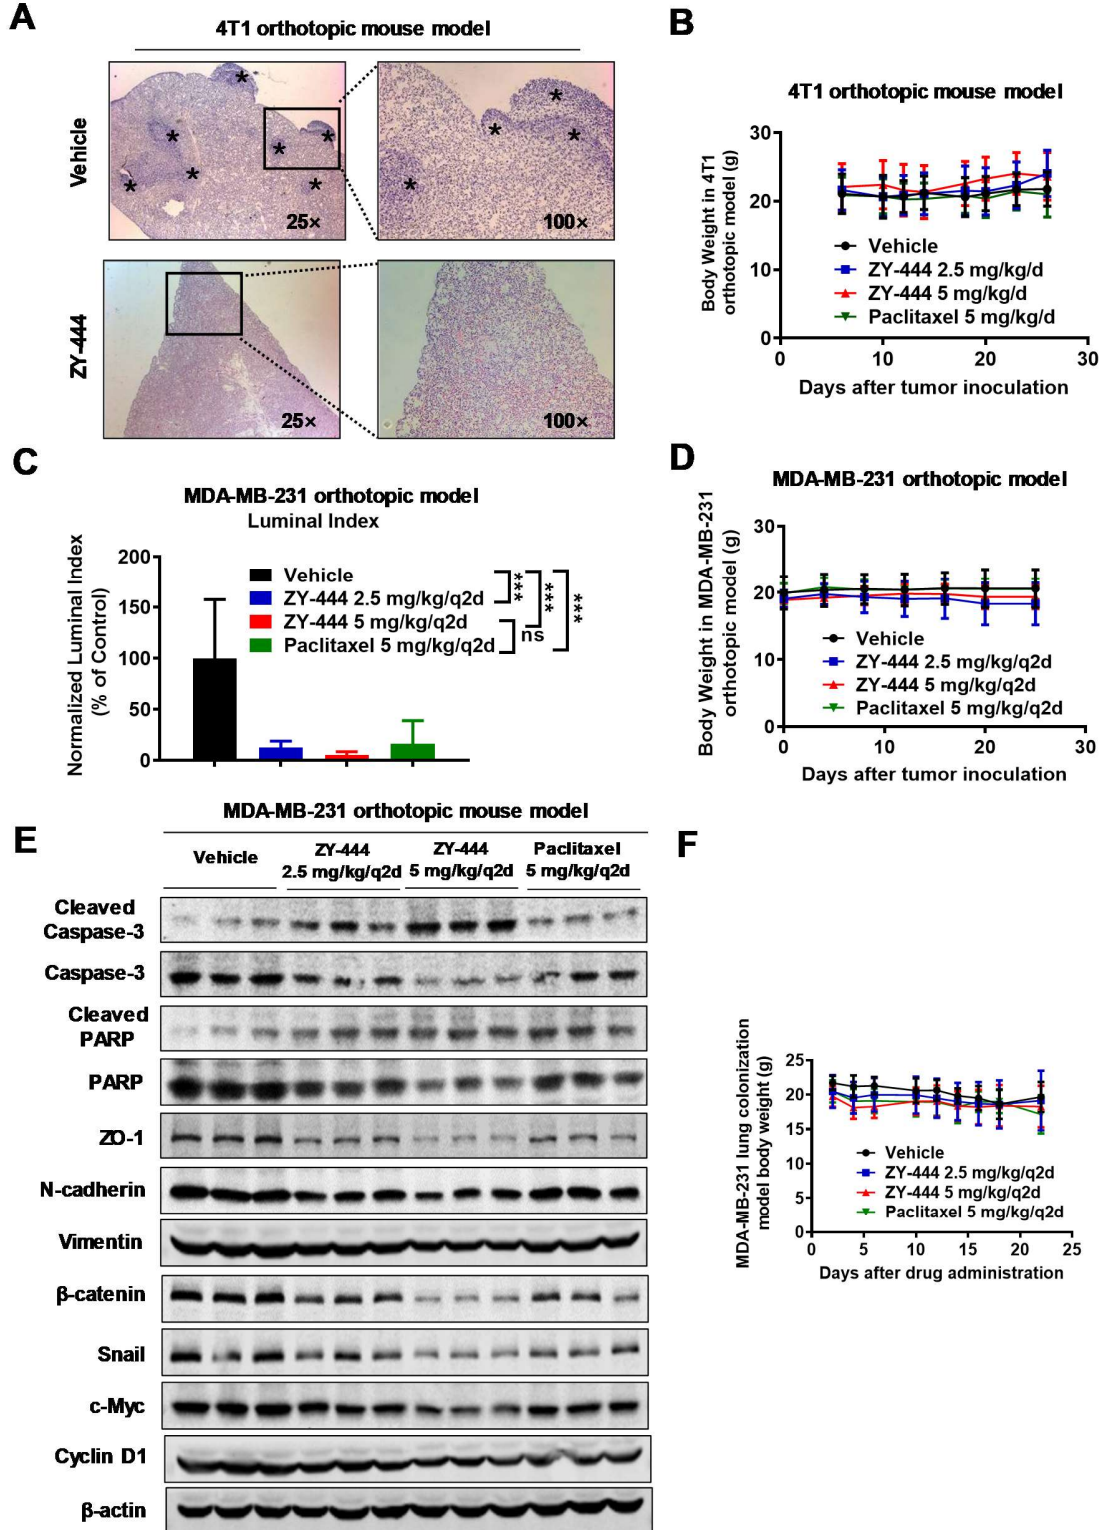 A
4T1 orthotopic mouse model
Vehicle
*
*
*
*
*
*
*
25×
*
*
*
*
100×
ZY-444
25×
100×
B
4T1 orthotopic mouse model
Body Weight in 4T1
orthotopic model (g)
30
20
10
0
Vehicle
ZY-444 2.5 mg/kg/d
ZY-444 5 mg/kg/d
Paclitaxel 5 mg/kg/d
0 10 20 30
Days after tumor inoculation
C
MDA-MB-231 orthotopic model
Luminal Index
Normalized Luminal Index
(% of Control)
200
150
100
50
0
Vehicle
ZY-444 2.5 mg/kg/q2d
ZY-444 5 mg/kg/q2d
Paclitaxel 5 mg/kg/q2d
***
***
***
ns
D
MDA-MB-231 orthotopic model
Body Weight in MDA-MB-231
orthotopic model (g)
30
20
10
0
Vehicle
ZY-444 2.5 mg/kg/q2d
ZY-444 5 mg/kg/q2d
Paclitaxel 5 mg/kg/q2d
0 10 20 30
Days after tumor inoculation
E
MDA-MB-231 orthotopic mouse model
Vehicle
ZY-444
2.5 mg/kg/q2d
ZY-444
5 mg/kg/q2d
Paclitaxel
5 mg/kg/q2d
Cleaved
Caspase-3
Caspase-3
Cleaved
PARP
PARP
ZO-1
N-cadherin
Vimentin
β-catenin
Snail
c-Myc
Cyclin D1
β-actin
F
MDA-MB-231 lung colonization
model body weight (g)
25
20
15
10
5
0
Vehicle
ZY-444 2.5 mg/kg/q2d
ZY-444 5 mg/kg/q2d
Paclitaxel 5 mg/kg/q2d
0 5 10 15 20 25
Days after drug administration